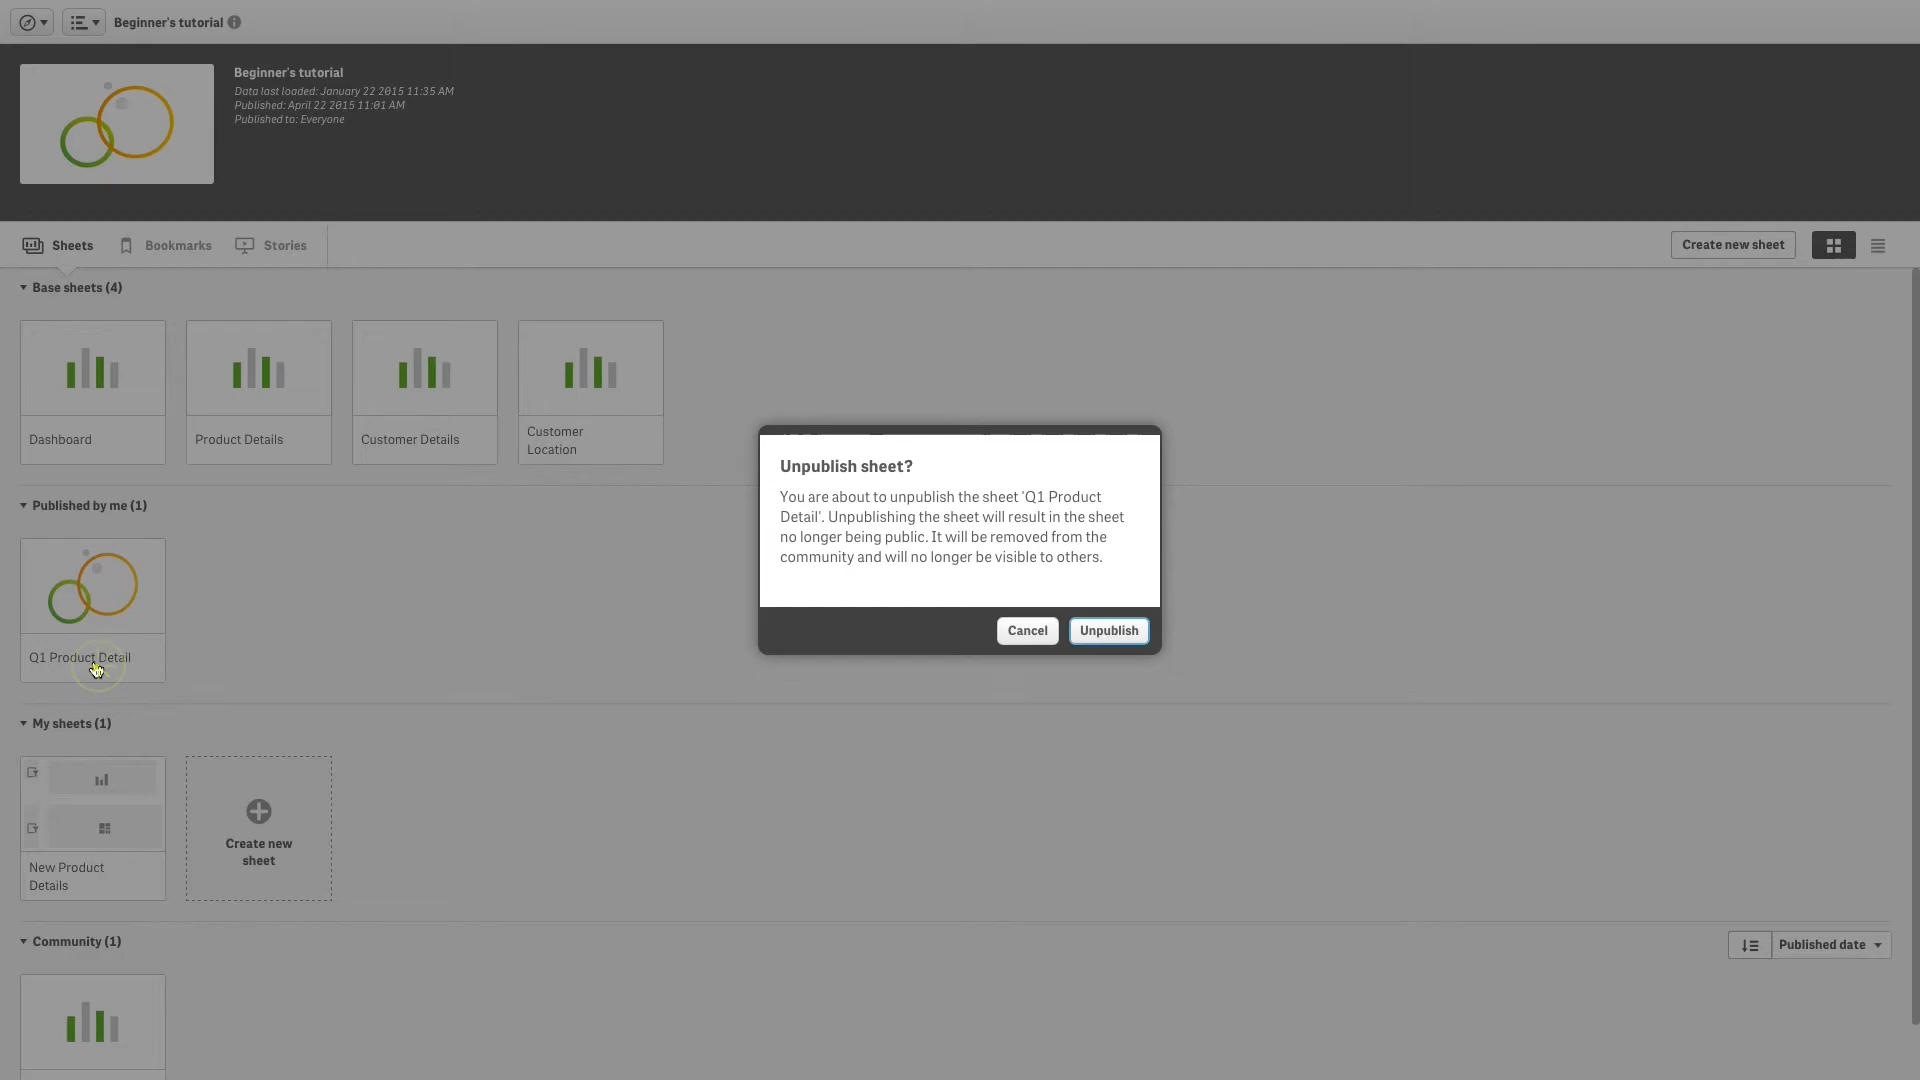 Beginner's tutorial
Beginner's tutorial
Data last loaded: January 22 2015 11:35 AM
Published: April 22 2015 11:01 AM
Published to: Everyone
Sheets
Bookmarks
Stories
Create new sheet
Base sheets (4)
Dashboard
Product Details
Customer Details
Customer
Location
Unpublish sheet?
You are about to unpublish the sheet 'Q1 Product
Detail'. Unpublishing the sheet will result in the sheet
no longer being public. It will be removed from the
community and will no longer be visible to others.
Cancel
Unpublish
Published by me (1)
Q1 Product Detail
My sheets (1)
New Product
Details
Create new
sheet
Community (1)
Published date